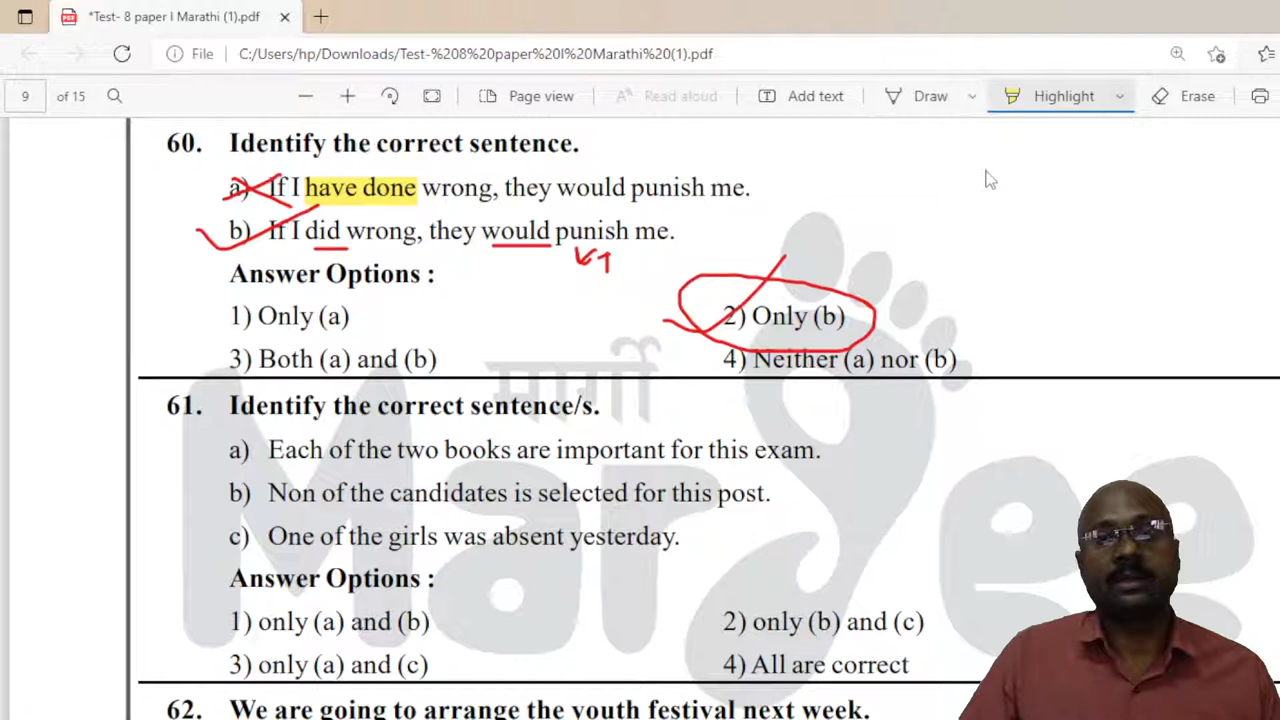 *Test- 8 paper I Marathi (1).pdf
File C:/Users/hp/Downloads/Test-%208%20paper%20I%20Marathi%20(1).pdf
9 of 15 Page view Read aloud Add text Draw Highlight Erase
60. Identify the correct sentence.
a) If I have done wrong, they would punish me.
b) If I did wrong, they would punish me.
Answer Options :
1) Only (a) 2) Only (b)
3) Both (a) and (b) 4) Neither (a) nor (b)
मार्गी
Margee
61. Identify the correct sentence/s.
a) Each of the two books are important for this exam.
b) Non of the candidates is selected for this post.
c) One of the girls was absent yesterday.
Answer Options :
1) only (a) and (b) 2) only (b) and (c)
3) only (a) and (c) 4) All are correct
62. We are going to arrange the youth festival next week.